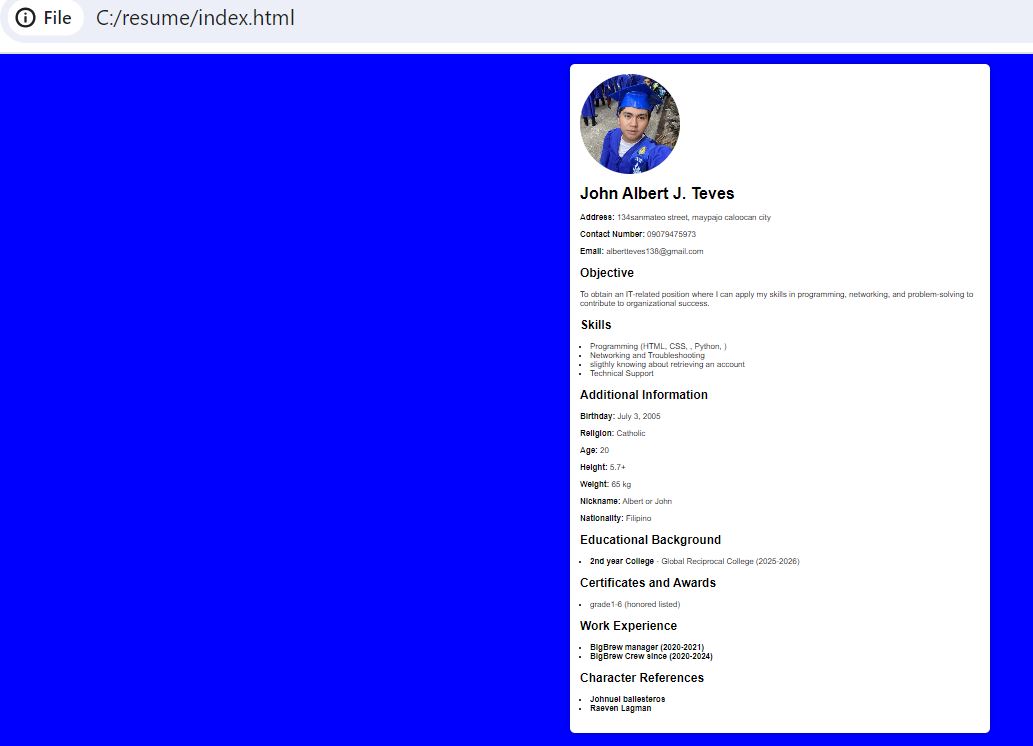 File C:/resume/index.html
John Albert J. Teves
Address: 134sanmateo street, maypajo caloocan city
Contact Number: 09079475973
Email: albertteves138@gmail.com
Objective
To obtain an IT-related position where I can apply my skills in programming, networking, and problem-solving to
contribute to organizational success.
Skills
• Programming (HTML, CSS, , Python, )
• Networking and Troubleshooting
• sligthly knowing about retrieving an account
• Technical Support
Additional Information
Birthday: July 3, 2005
Religion: Catholic
Age: 20
Height: 5.7+
Weight: 65 kg
Nickname: Albert or John
Nationality: Filipino
Educational Background
• 2nd year College - Global Reciprocal College (2025-2026)
Certificates and Awards
• grade1-6 (honored listed)
Work Experience
• BigBrew manager (2020-2021)
• BigBrew Crew since (2020-2024)
Character References
• Johnuel ballesteros
• Raeven Lagman